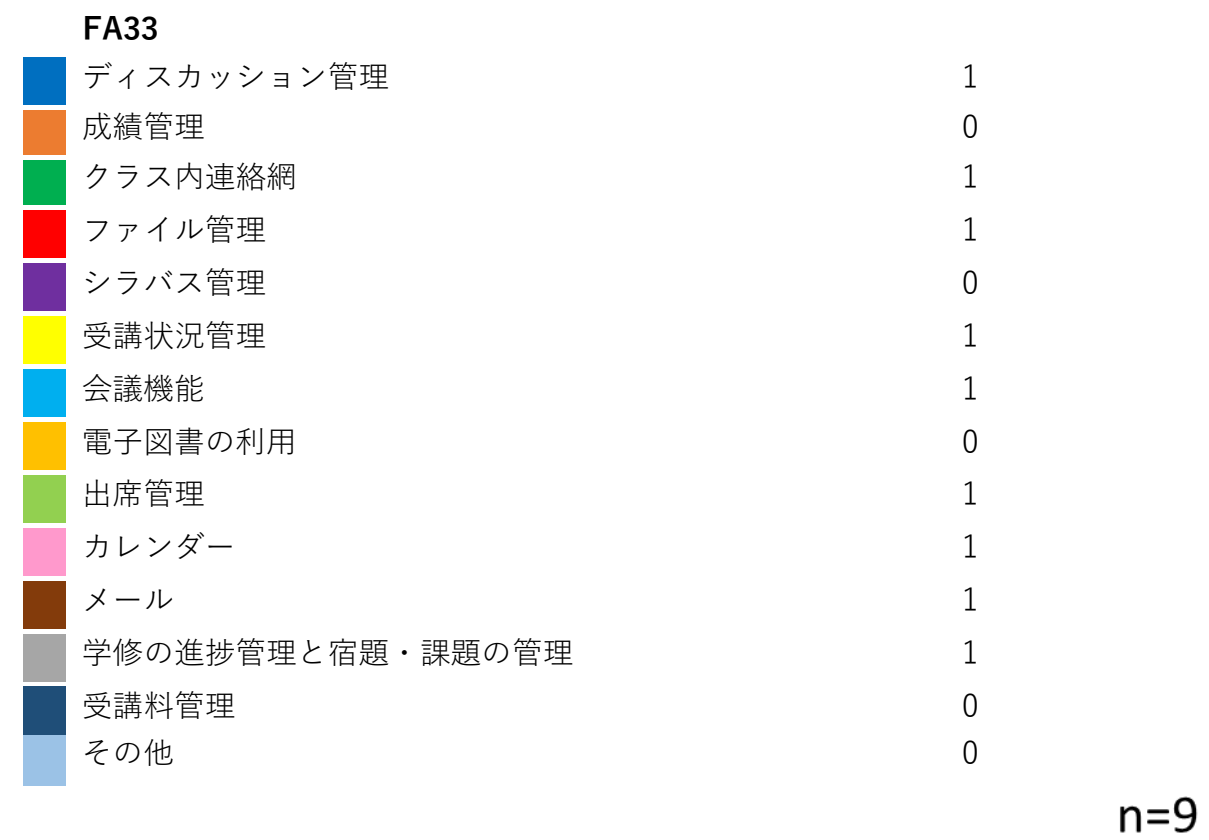 FA33
ディスカッション管理 1
成績管理 0
クラス内連絡網 1
ファイル管理 1
シラバス管理 0
受講状況管理 1
会議機能 1
電子図書の利用 0
出席管理 1
カレンダー 1
メール 1
学修の進捗管理と宿題・課題の管理 1
受講料管理 0
その他 0
n=9